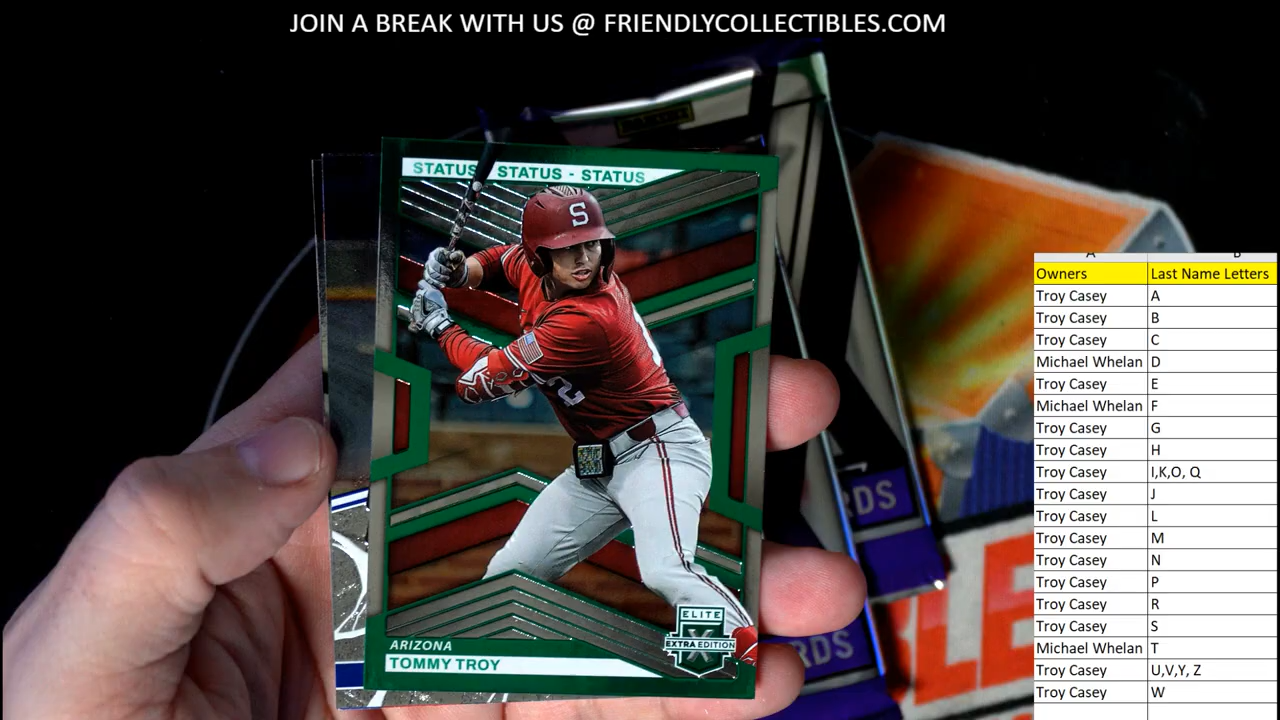 JOIN A BREAK WITH US @ FRIENDLYCOLLECTIBLES.COM
STATUS - STATUS - STATUS
S
2
ARIZONA
TOMMY TROY
ELITE
X
EXTRA EDITION
RDS
RDS
A B
Owners Last Name Letters
Troy Casey A
Troy Casey B
Troy Casey C
Michael Whelan D
Troy Casey E
Michael Whelan F
Troy Casey G
Troy Casey H
Troy Casey I,K,O, Q
Troy Casey J
Troy Casey L
Troy Casey M
Troy Casey N
Troy Casey P
Troy Casey R
Troy Casey S
Michael Whelan T
Troy Casey U,V,Y, Z
Troy Casey W